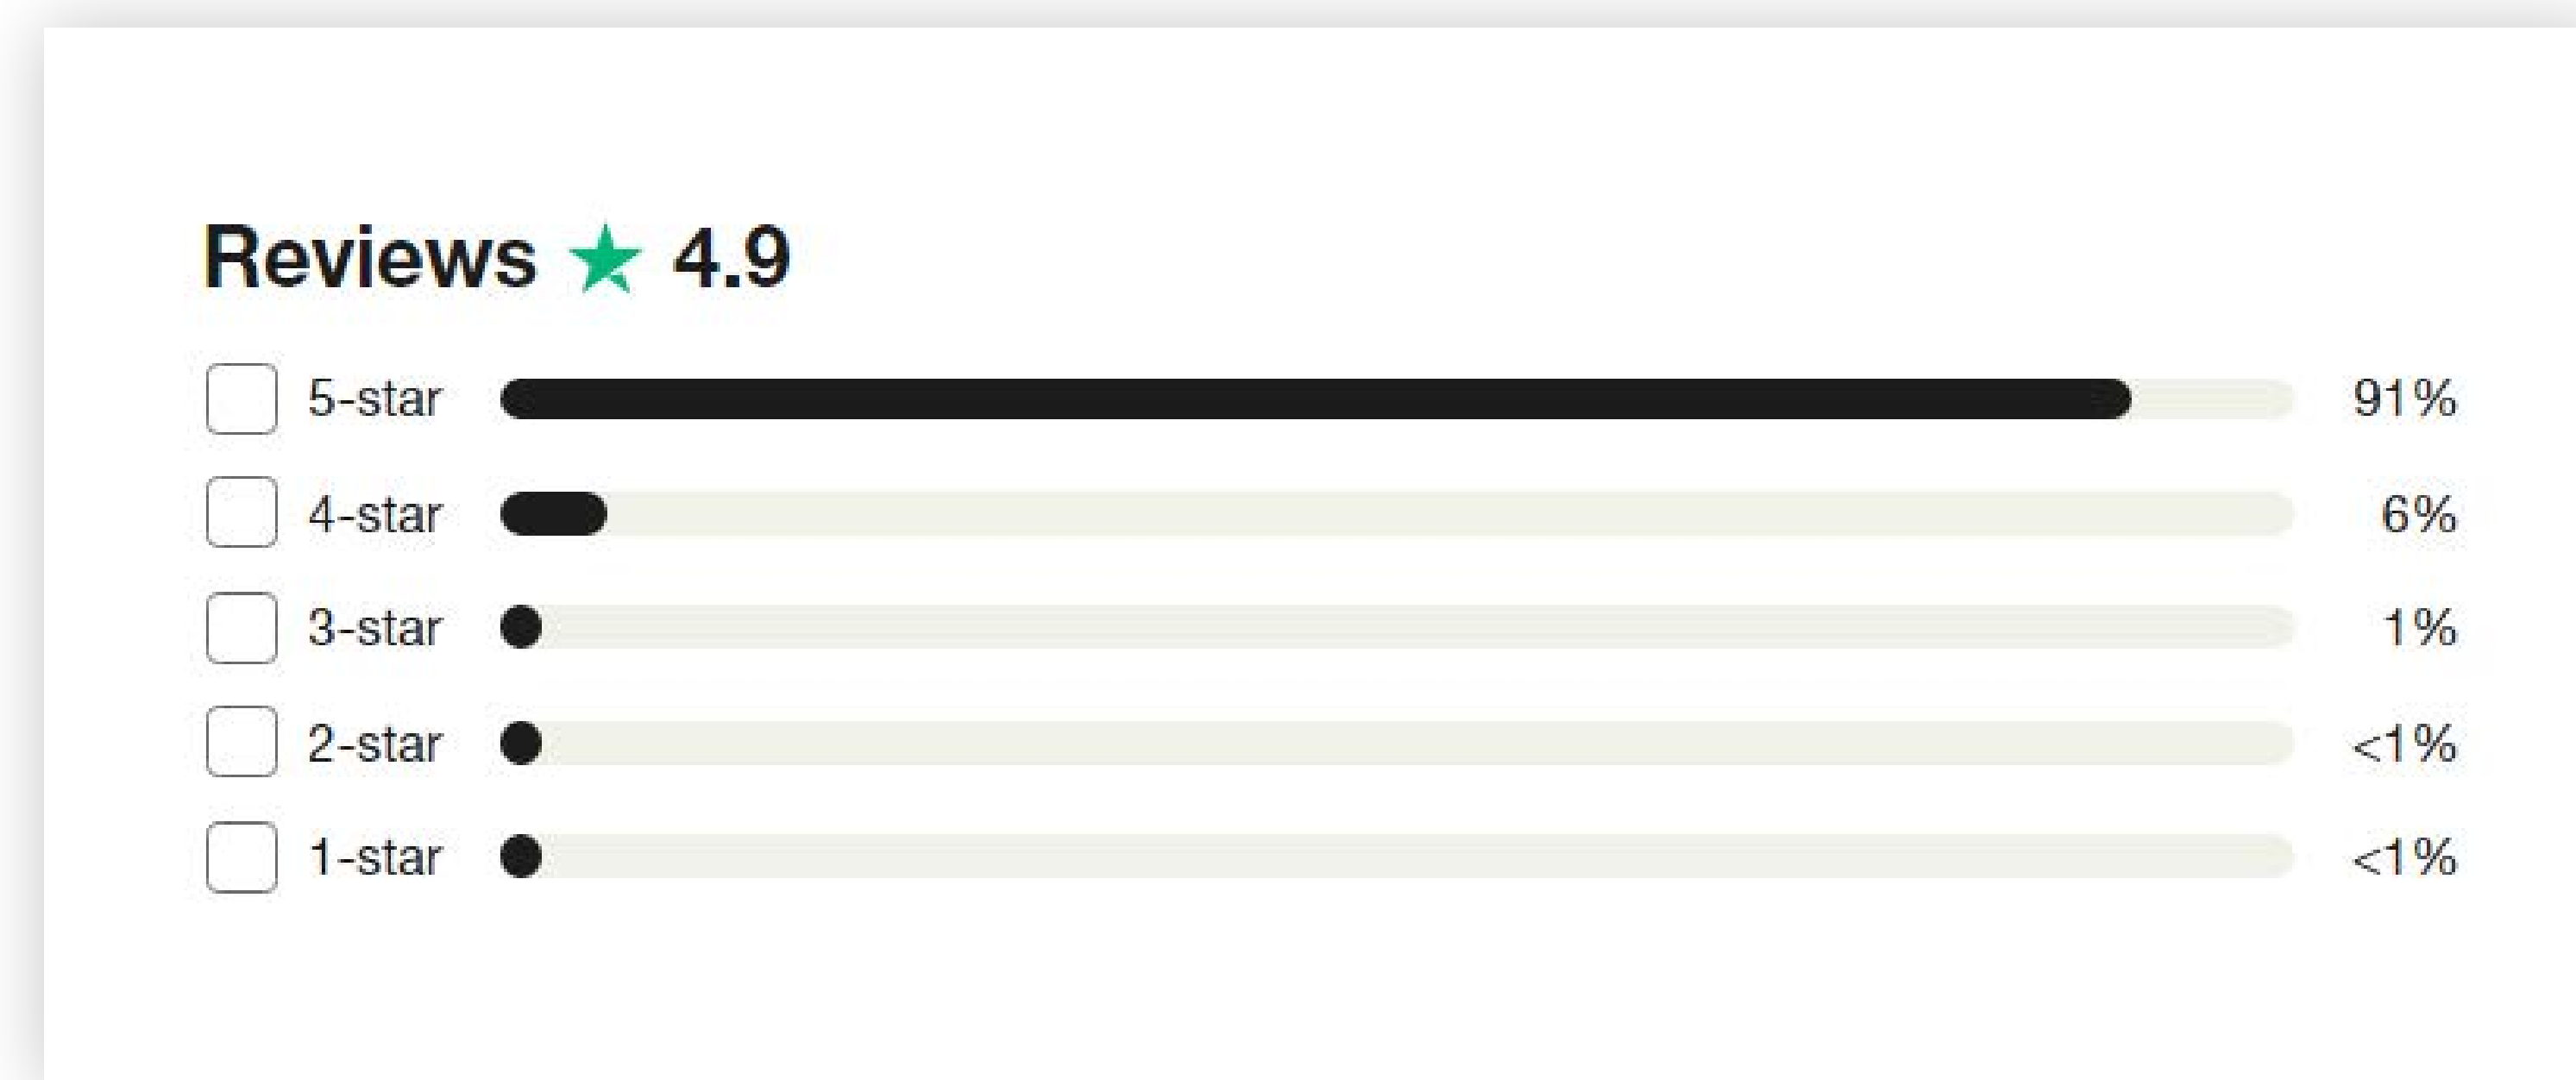 Reviews ★ 4.9
5-star 91%
4-star 6%
3-star 1%
2-star <1%
1-star <1%